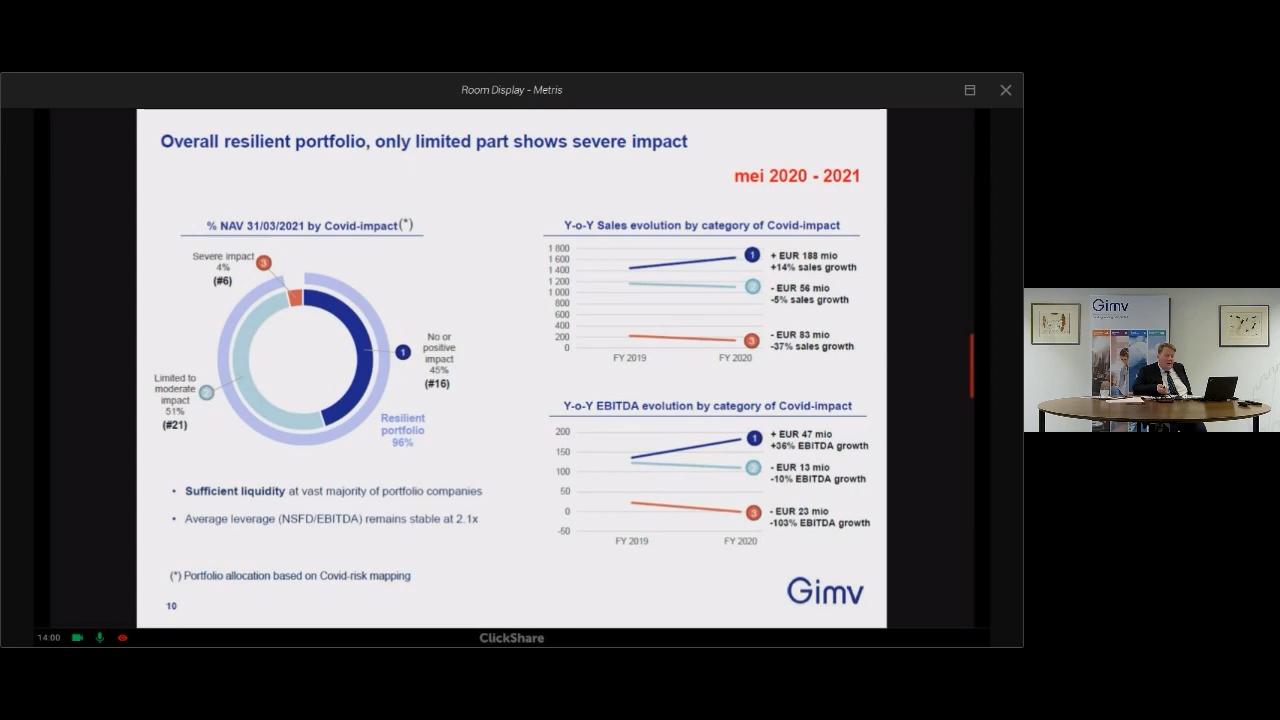 Room Display - Metris
Overall resilient portfolio, only limited part shows severe impact
mei 2020 - 2021
% NAV 31/03/2021 by Covid-impact(*)
Severe impact
4%
(#6)
3
No or
positive
impact
45%
(#16)
1
Limited to
moderate
impact
51%
(#21)
2
Resilient
portfolio
96%
• Sufficient liquidity at vast majority of portfolio companies
• Average leverage (NSFD/EBITDA) remains stable at 2.1x
(*) Portfolio allocation based on Covid-risk mapping
10
Y-o-Y Sales evolution by category of Covid-impact
1 800
1 600
1 400
1 200
1 000
800
600
400
200
0
FY 2019
FY 2020
1
+ EUR 188 mio
+14% sales growth
2
- EUR 56 mio
-5% sales growth
3
- EUR 83 mio
-37% sales growth
Y-o-Y EBITDA evolution by category of Covid-impact
200
150
100
50
0
-50
FY 2019
FY 2020
1
+ EUR 47 mio
+36% EBITDA growth
2
- EUR 13 mio
-10% EBITDA growth
3
- EUR 23 mio
-103% EBITDA growth
Gimv
14:00
ClickShare
Gimv